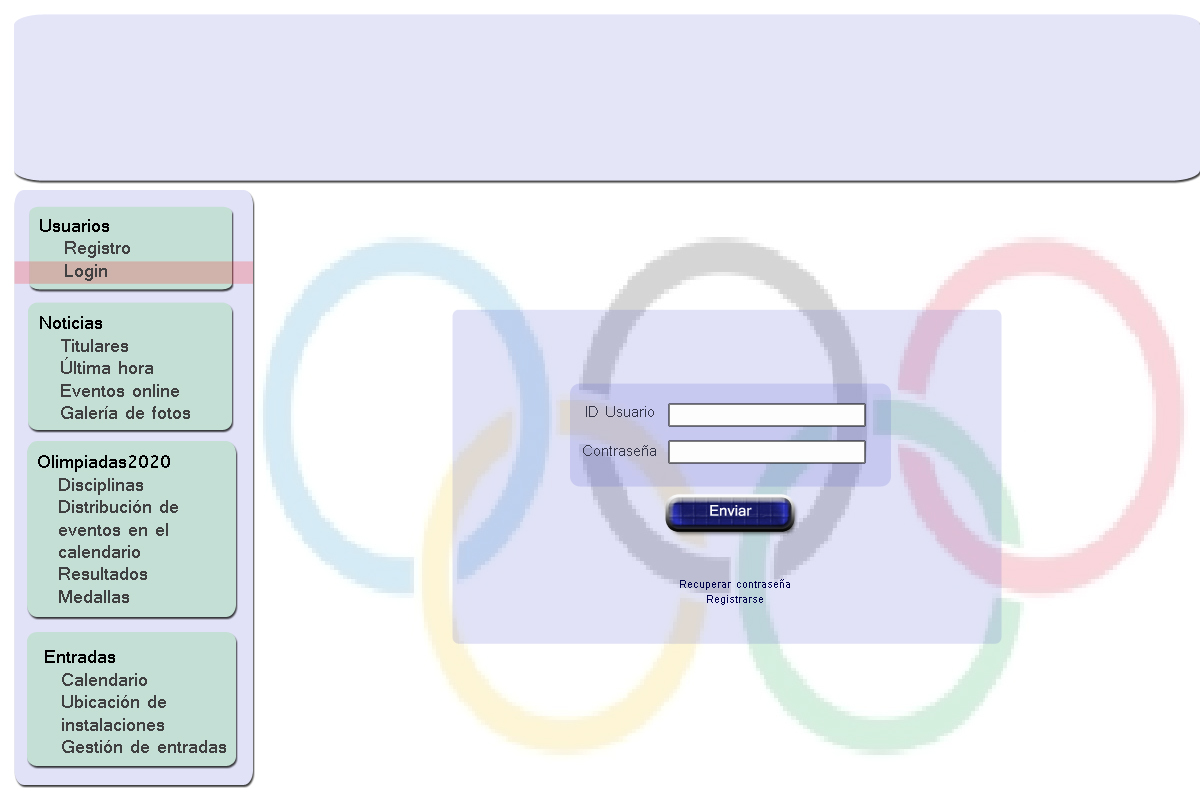 Usuarios
Registro
Login
Noticias
Titulares
Última hora
Eventos online
Galería de fotos
Olimpiadas2020
Disciplinas
Distribución de
eventos en el
calendario
Resultados
Medallas
Entradas
Calendario
Ubicación de
instalaciones
Gestión de entradas
ID Usuario
Contraseña
Enviar
Recuperar contraseña
Registrarse